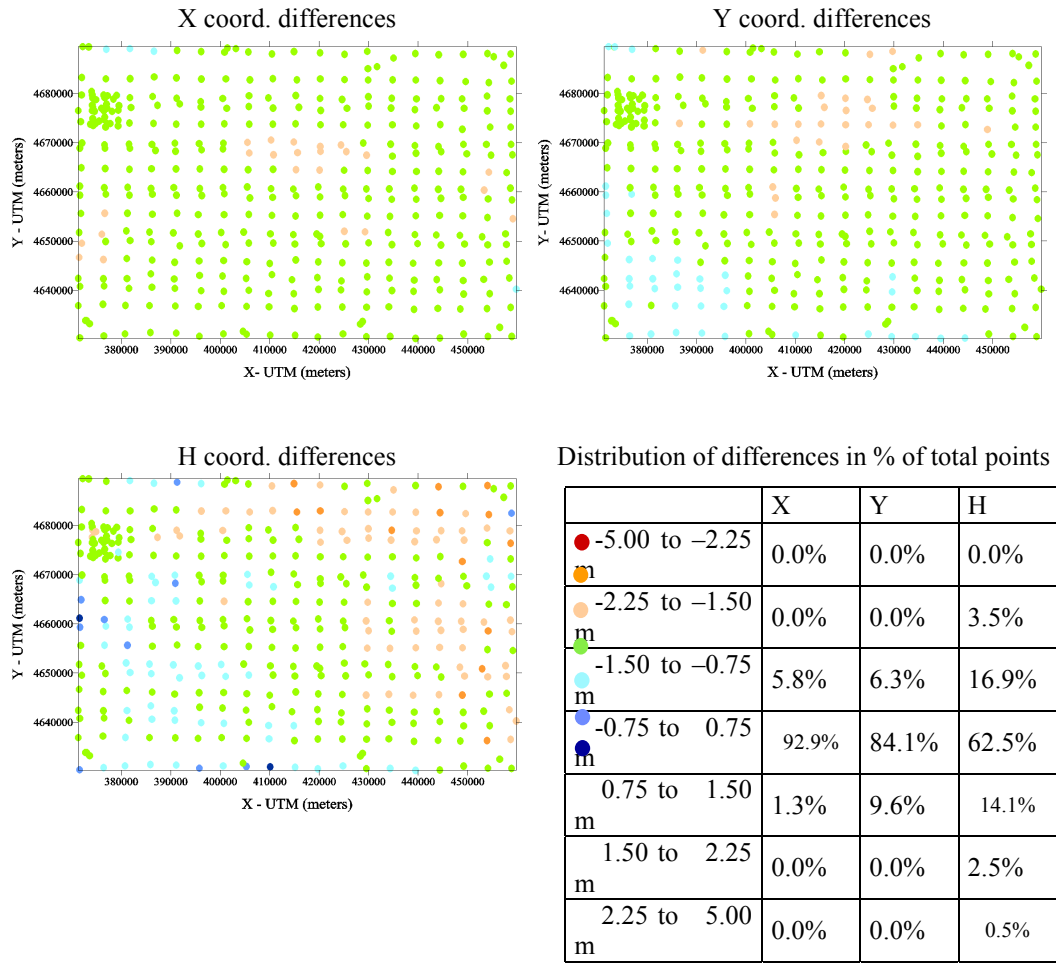 X coord. differences
Y coord. differences
4680000
4670000
4660000
4650000
4640000
Y - UTM (meters)
380000 390000 400000 410000 420000 430000 440000 450000
X- UTM (meters)
4680000
4670000
4660000
4650000
4640000
Y - UTM (meters)
380000 390000 400000 410000 420000 430000 440000 450000
X - UTM (meters)
H coord. differences
4680000
4670000
4660000
4650000
4640000
Y - UTM (meters)
380000 390000 400000 410000 420000 430000 440000 450000
X - UTM (meters)
Distribution of differences in % of total points
X Y H
-5.00 to –2.25 m 0.0% 0.0% 0.0%
-2.25 to –1.50 m 0.0% 0.0% 3.5%
-1.50 to –0.75 m 5.8% 6.3% 16.9%
-0.75 to 0.75 m 92.9% 84.1% 62.5%
0.75 to 1.50 m 1.3% 9.6% 14.1%
1.50 to 2.25 m 0.0% 0.0% 2.5%
2.25 to 5.00 m 0.0% 0.0% 0.5%